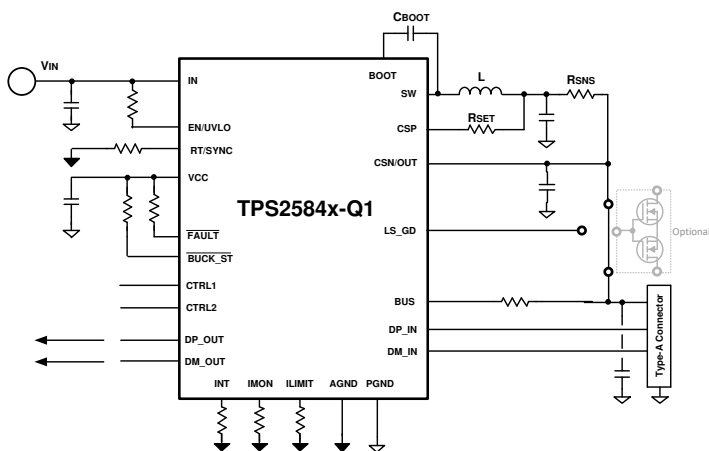 CBOOT
VIN
IN
BOOT
SW
L
RSNS
EN/UVLO
CSP
RSET
RT/SYNC
CSN/OUT
VCC
TPS2584x-Q1
FAULT
LS_GD
Optional
BUCK_ST
CTRL1
CTRL2
BUS
DP_OUT
DP_IN
DM_OUT
DM_IN
Type-A Connector
INT
IMON
ILIMIT
AGND
PGND